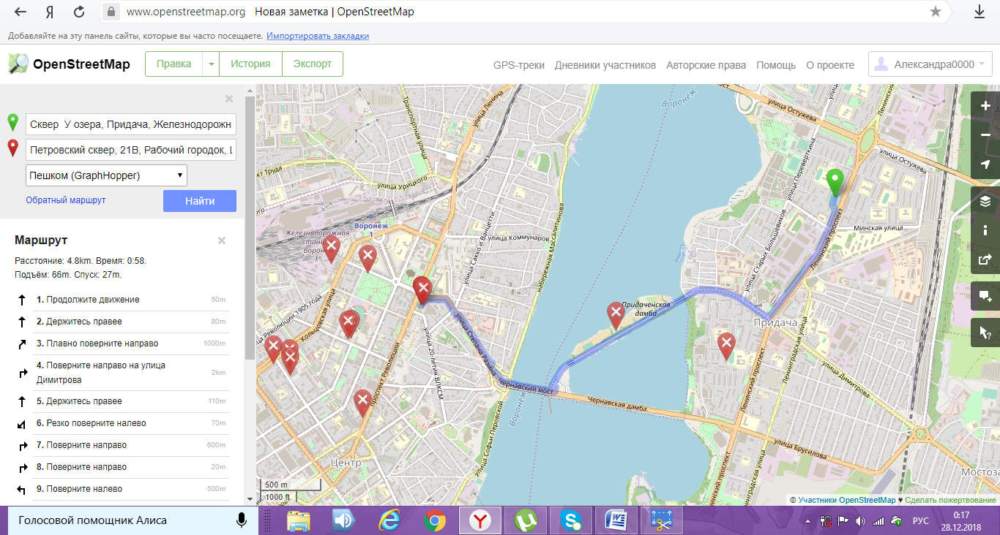 www.openstreetmap.org Новая заметка | OpenStreetMap
Добавляйте на эту панель сайты, которые вы часто посещаете. Импортировать закладки
OpenStreetMap
Правка
История
Экспорт
GPS-треки
Дневники участников
Авторские права
Помощь
О проекте
Александра0000
Сквер У озера, Придача, Железнодорожн
Петровский сквер, 21В, Рабочий городок,
Пешком (GraphHopper)
Обратный маршрут
Найти
Маршрут
Расстояние: 4.8km. Время: 0:58.
Подъём: 66m. Спуск: 27m.
1. Продолжите движение 50m
2. Держитесь правее 80m
3. Плавно поверните направо 1000m
4. Поверните направо на улица
Димитрова 2km
5. Держитесь правее 110m
6. Резко поверните налево 70m
7. Поверните направо 600m
8. Поверните направо 20m
9. Поверните налево 500m
Воронеж
улица Остужева
Ленинский проспект
улица Остужева
улица Ленина
Транспортная улица
кт Труда
улица Урицкого
улица Переверткина
Железнодорожная
станция
"Воронеж
1"
Воронеж
1
улица Коммунаров
улица Сакко и Ванцетти
набережная Массалитинова
Минская улица
Ленинский проспект
улица Старых Большевиков
Придаченская
дамба
Придача
Кольцовская улица
ца Революции 1905 года
улица Степана Разина
улица 20-летия ВЛКСМ
проспект Революции
Чернавский мост
Чернавская дамба
Воронеж
улица Софьи Перовской
Ленинградская улица
Ленинский проспект
улица Димитрова
улица Брусилова
Ленинградская улица
Ленинский проспект
Центр
Мостоза
500 m
1000 ft
© Участники OpenStreetMap ♥ Сделать пожертвование
Голосовой помощник Алиса
РУС
0:17
28.12.2018